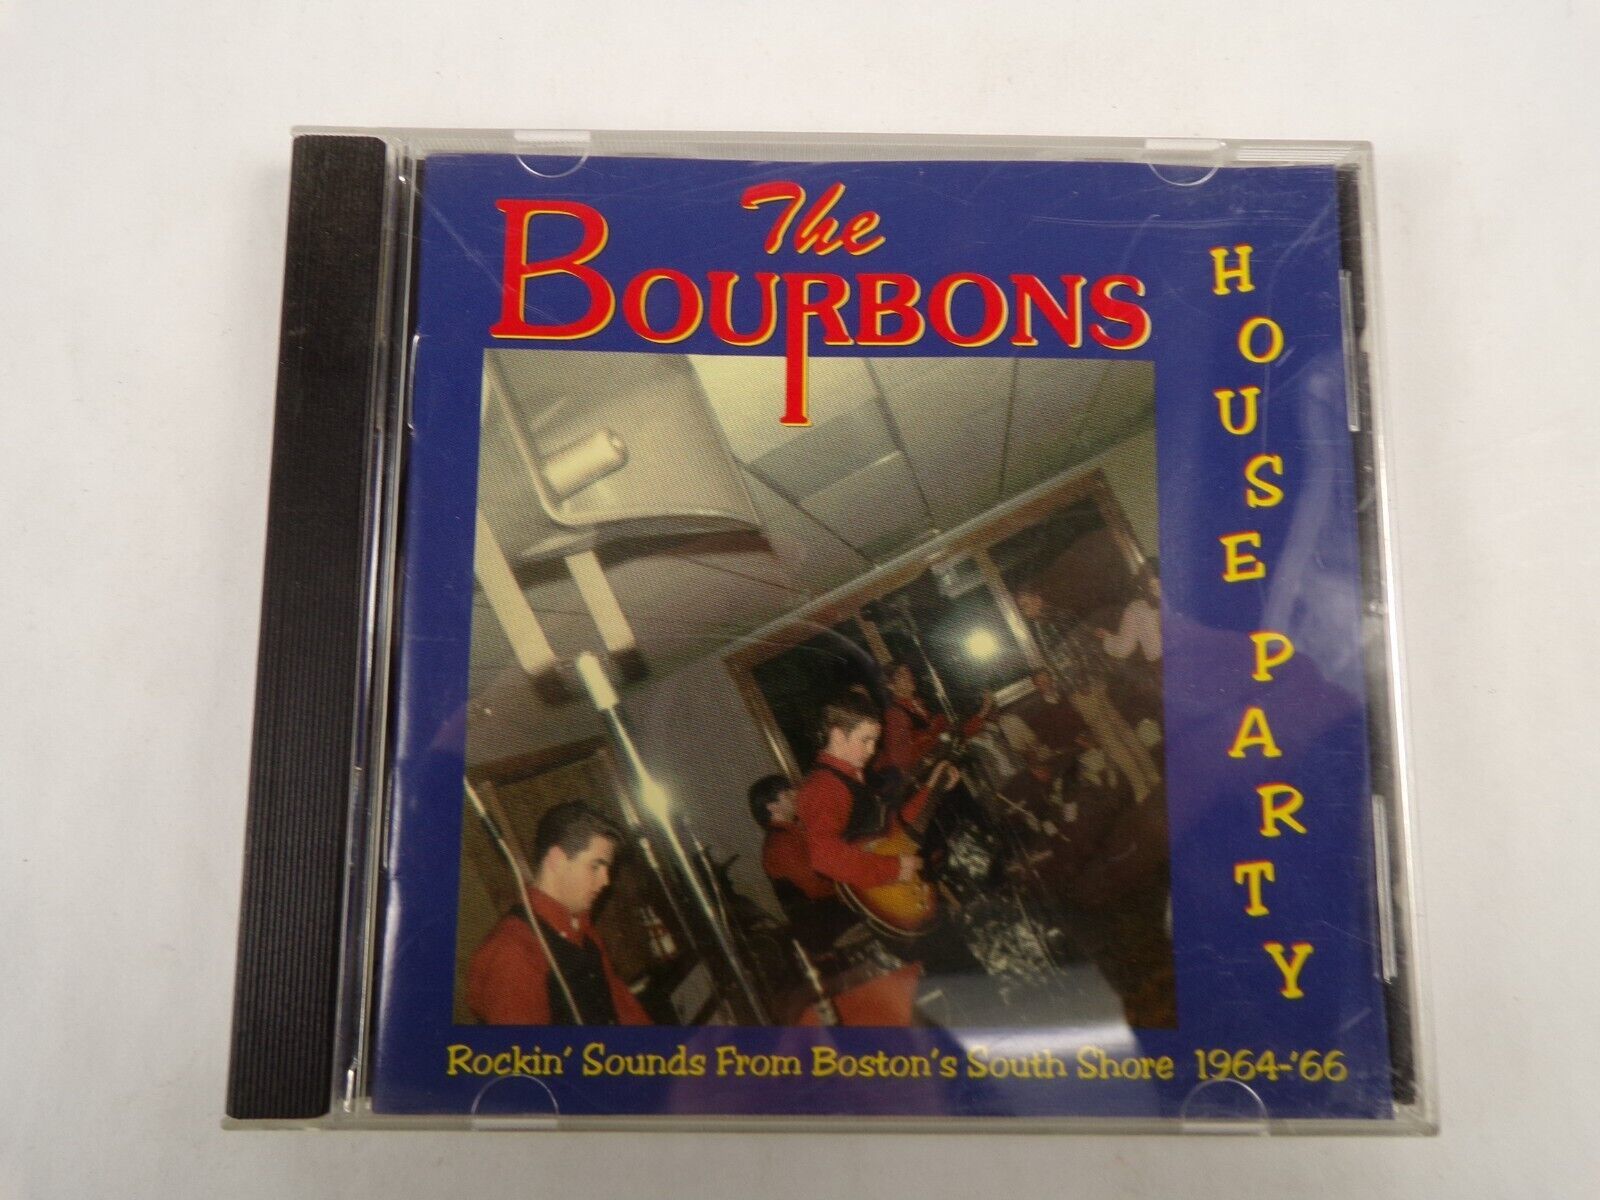 The
BOURBONS
HOUSE PARTY
Rockin' Sounds From Boston's South Shore 1964-'66